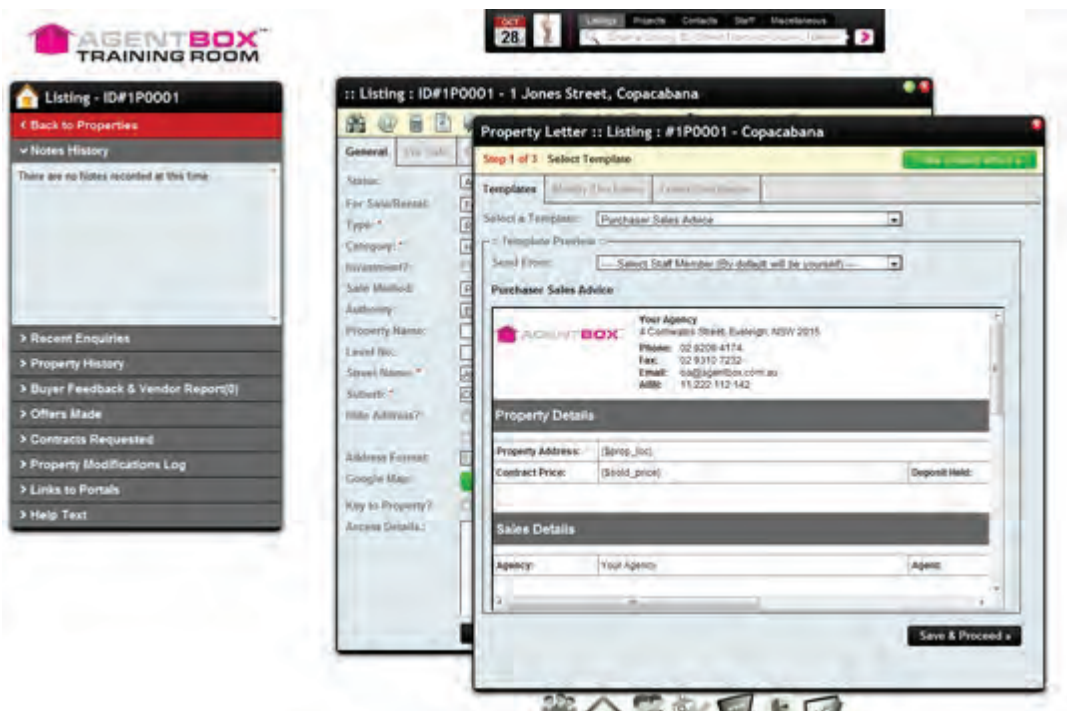 AGENTBOX™
TRAINING ROOM
OCT
28
Listings Projects Contacts Staff Miscellaneous
Listing - ID#1P0001
< Back to Properties
Notes History
There are no Notes recorded at this time
> Recent Enquiries
> Property History
> Buyer Feedback & Vendor Report(0)
> Offers Made
> Contracts Requested
> Property Modifications Log
> Links to Portals
> Help Text
:: Listing : ID#1P0001 - 1 Jones Street, Copacabana
General
Status:
For Sale/Rental:
Type: *
Category: *
Investment?:
Sale Method:
Authority:
Property Name:
Level No.:
Street Name: *
Suburb: *
Hide Address?:
Address Format:
Google Map:
Key to Property?
Access Details.:
Property Letter :: Listing : #1P0001 - Copacabana
Step 1 of 3 Select Template
Templates
Select a Template: Purchaser Sales Advice
:: Template Preview ::
Send From: --- Select Staff Member (By default will be yourself) ---
Purchaser Sales Advice
AGENTBOX
Your Agency
Street, Eveleigh, NSW 2015
Phone: 02 9208 4174
Fax: 02 9310 7232
Email:
ABN: 11 222 112 142
Property Details
Property Address: {$prop_loc}
Contract Price: {$sold_price} Deposit Held:
Sales Details
Agency: Your Agency Agent:
Save & Proceed »